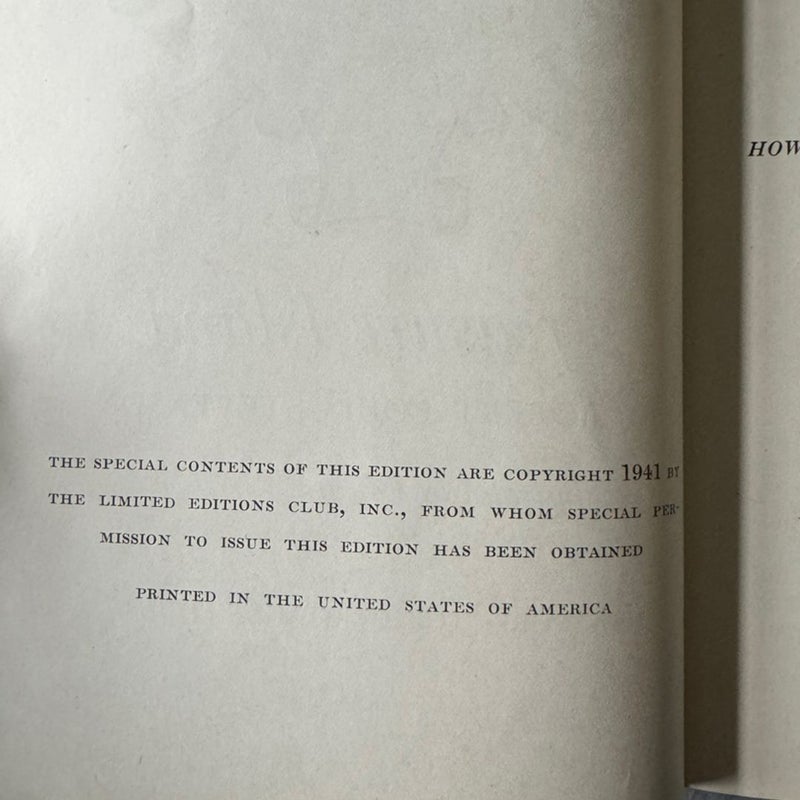 THE SPECIAL CONTENTS OF THIS EDITION ARE COPYRIGHT 1941 BY
THE LIMITED EDITIONS CLUB, INC., FROM WHOM SPECIAL PER-
MISSION TO ISSUE THIS EDITION HAS BEEN OBTAINED
PRINTED IN THE UNITED STATES OF AMERICA
HOW